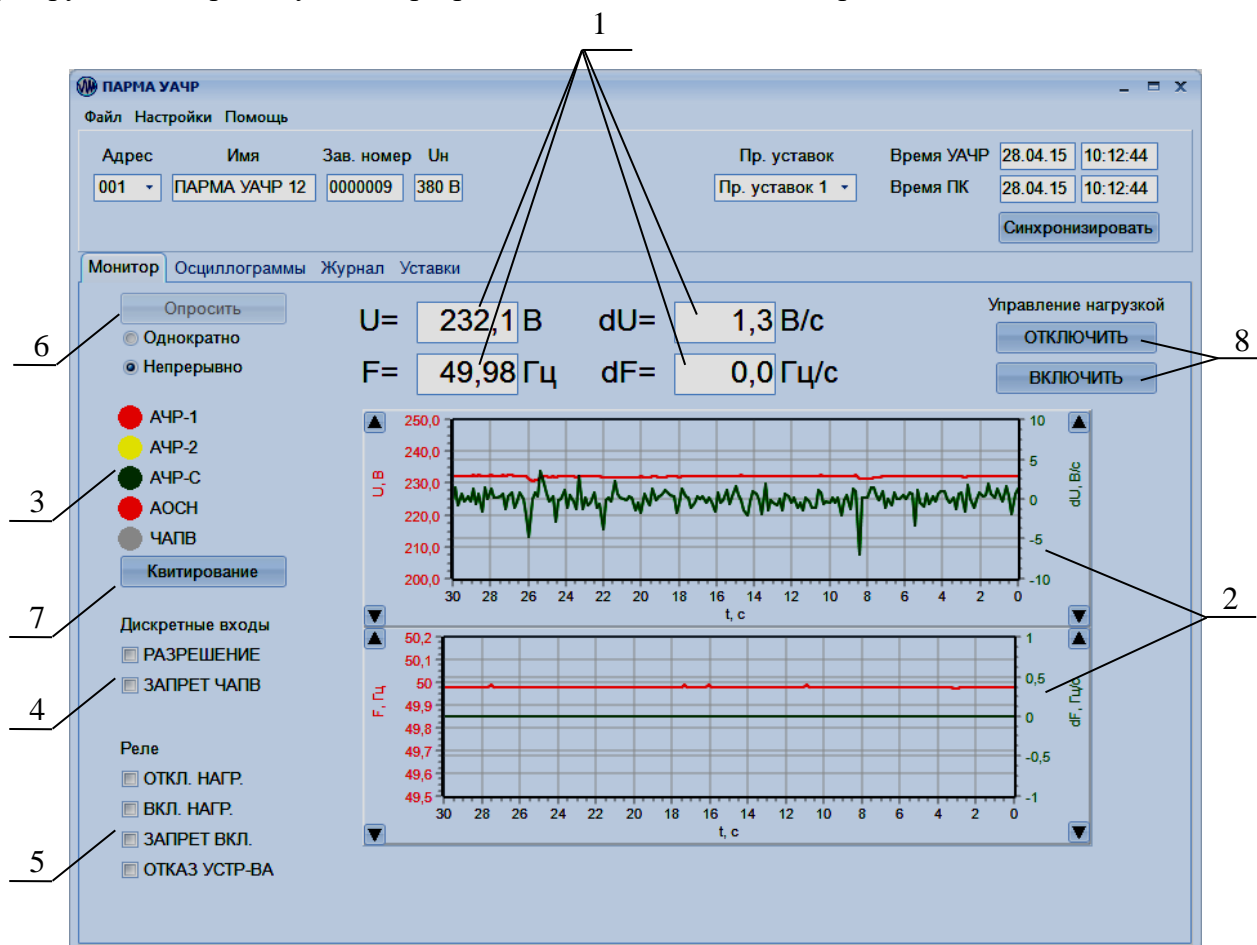 1
ПАРМА УАЧР
Файл Настройки Помощь
Адрес Имя Зав. номер Uн Пр. уставок Время УАЧР 28.04.15 10:12:44
001 ПАРМА УАЧР 12 0000009 380 В Пр. уставок 1 Время ПК 28.04.15 10:12:44
Синхронизировать
Монитор Осциллограммы Журнал Уставки
Опросить
Однократно
Непрерывно
6
U= 232,1 В dU= 1,3 В/с
F= 49,98 Гц dF= 0,0 Гц/с
Управление нагрузкой
ОТКЛЮЧИТЬ
ВКЛЮЧИТЬ
8
АЧР-1
АЧР-2
АЧР-С
АОСН
ЧАПВ
3
Квитирование
7
Дискретные входы
РАЗРЕШЕНИЕ
ЗАПРЕТ ЧАПВ
4
Реле
ОТКЛ. НАГР.
ВКЛ. НАГР.
ЗАПРЕТ ВКЛ.
ОТКАЗ УСТР-ВА
5
U,В
250,0
240,0
230,0
220,0
210,0
200,0
10
5
0
-5
-10
dU, В/с
30 28 26 24 22 20 18 16 14 12 10 8 6 4 2 0
t, с
2
F, Гц
50,2
50,1
50
49,9
49,8
49,7
49,6
49,5
1
0,5
0
-0,5
-1
dF, Гц/с
30 28 26 24 22 20 18 16 14 12 10 8 6 4 2 0
t, с